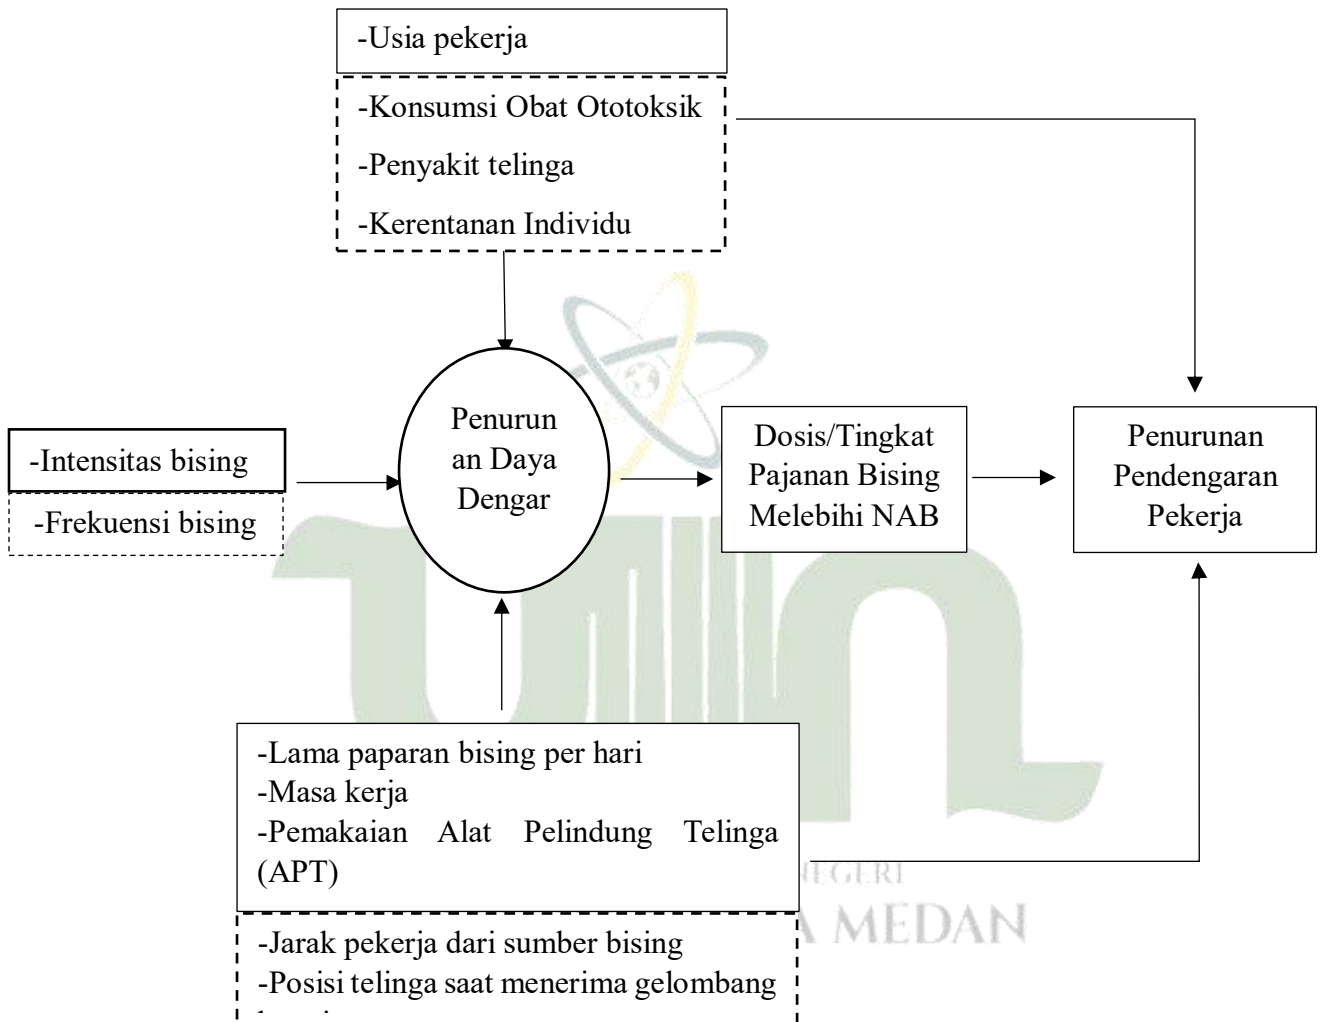 -Usia pekerja
-Konsumsi Obat Ototoksik
-Penyakit telinga
-Kerentanan Individu
Penurun
an Daya
Dengar
-Intensitas bising
-Frekuensi bising
Dosis/Tingkat
Pajanan Bising
Melebihi NAB
Penurunan
Pendengaran
Pekerja
-Lama paparan bising per hari
-Masa kerja
-Pemakaian Alat Pelindung Telinga
(APT)
-Jarak pekerja dari sumber bising
-Posisi telinga saat menerima gelombang
NEGERI
A MEDAN